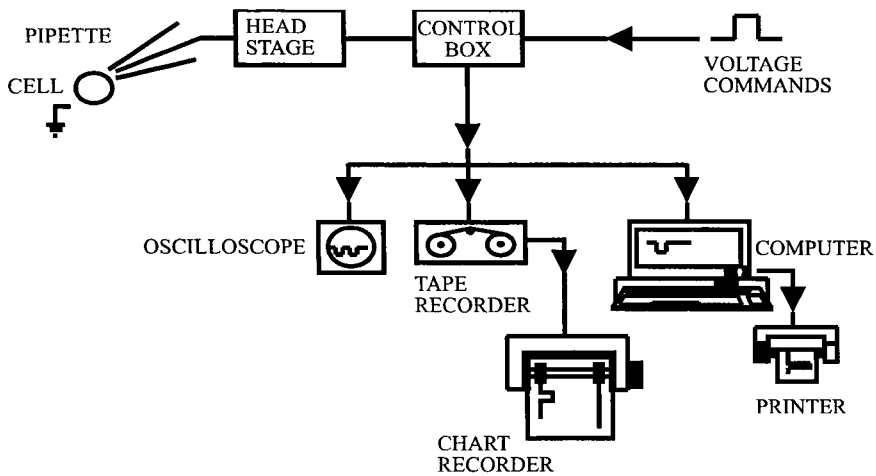 PIPETTE
CELL
HEAD
STAGE
CONTROL
BOX
VOLTAGE
COMMANDS
OSCILLOSCOPE
TAPE
RECORDER
COMPUTER
CHART
RECORDER
PRINTER